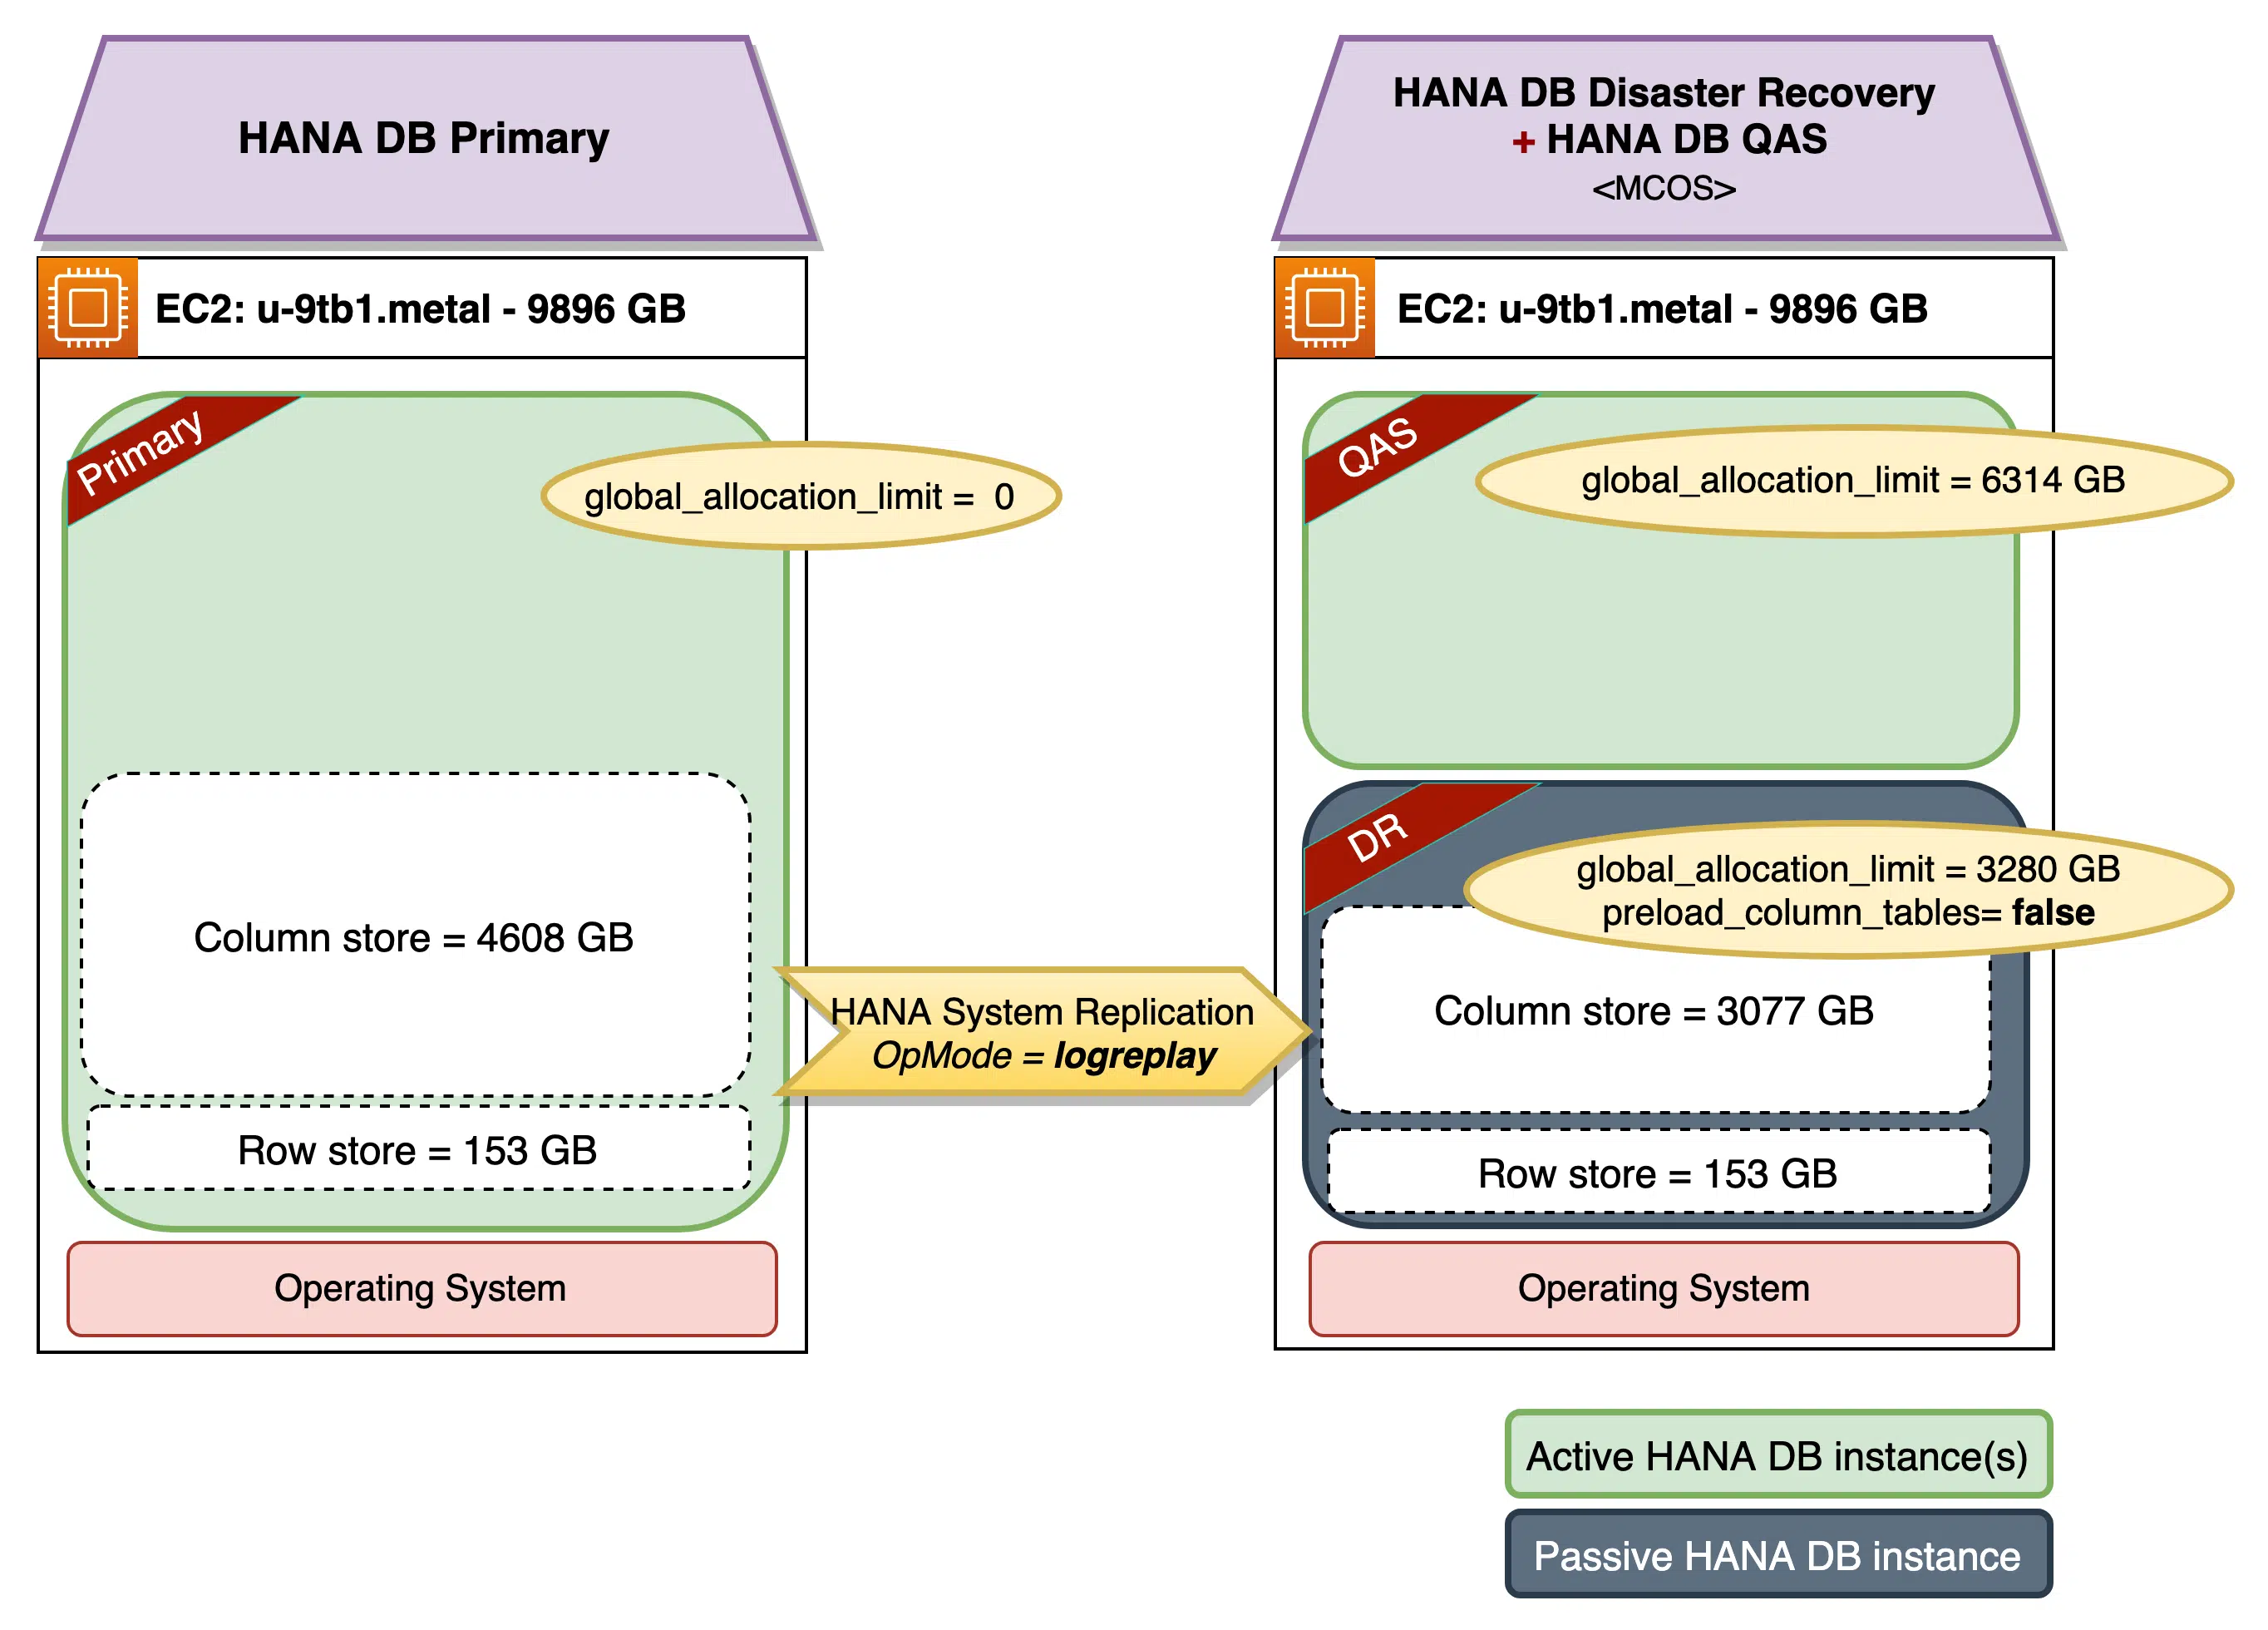 HANA DB Primary
EC2: u-9tb1.metal - 9896 GB
Primary
global_allocation_limit =  0
Column store = 4608 GB
Row store = 153 GB
Operating System
HANA System Replication
OpMode = logreplay
HANA DB Disaster Recovery
+ HANA DB QAS
<MCOS>
EC2: u-9tb1.metal - 9896 GB
QAS
global_allocation_limit = 6314 GB
DR
global_allocation_limit = 3280 GB
preload_column_tables= false
Column store = 3077 GB
Row store = 153 GB
Operating System
Active HANA DB instance(s)
Passive HANA DB instance